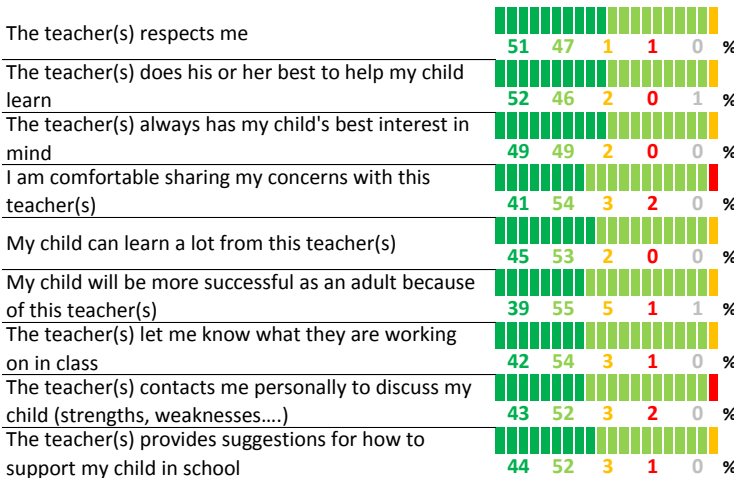 The teacher(s) respects me
51 47 1 1 0 %
The teacher(s) does his or her best to help my child
learn
52 46 2 0 1 %
The teacher(s) always has my child's best interest in
mind
49 49 2 0 0 %
I am comfortable sharing my concerns with this
teacher(s)
41 54 3 2 0 %
My child can learn a lot from this teacher(s)
45 53 2 0 0 %
My child will be more successful as an adult because
of this teacher(s)
39 55 5 1 1 %
The teacher(s) let me know what they are working
on in class
42 54 3 1 0 %
The teacher(s) contacts me personally to discuss my
child (strengths, weaknesses....)
43 52 3 2 0 %
The teacher(s) provides suggestions for how to
support my child in school
44 52 3 1 0 %